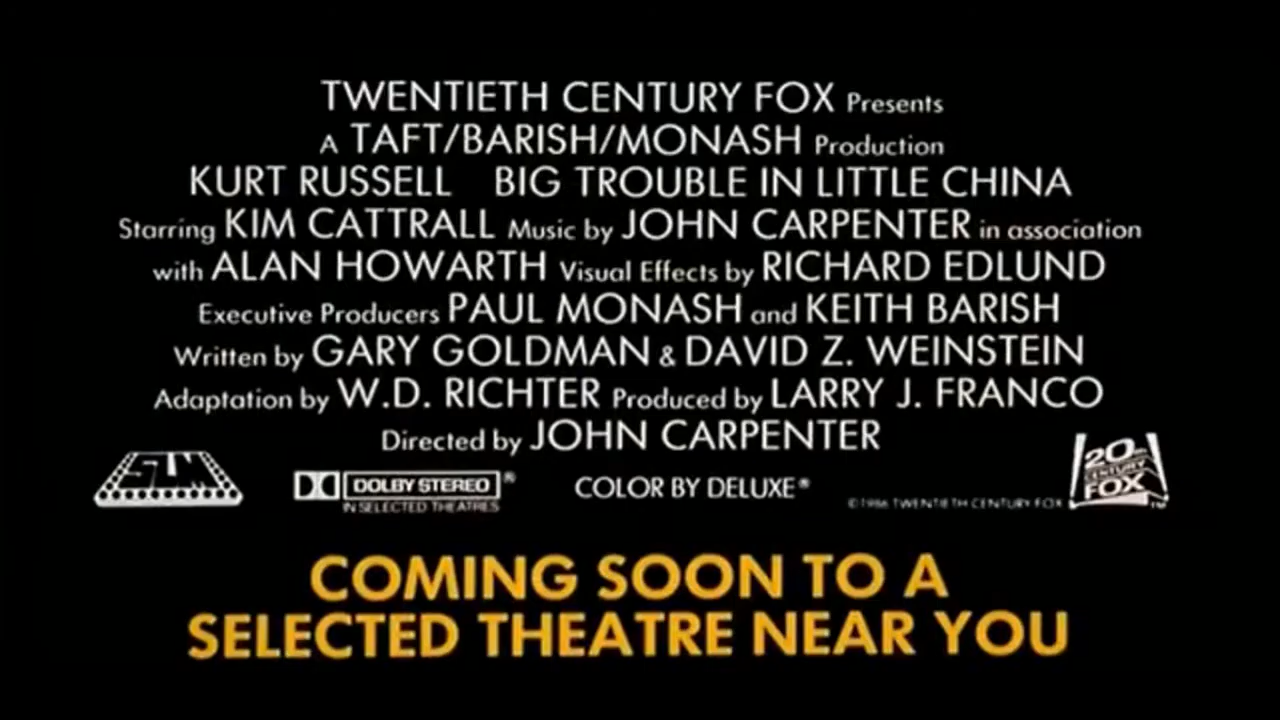 TWENTIETH CENTURY FOX Presents
A TAFT/BARISH/MONASH Production
KURT RUSSELL BIG TROUBLE IN LITTLE CHINA
Starring KIM CATTRALL Music by JOHN CARPENTER in association
with ALAN HOWARTH Visual Effects by RICHARD EDLUND
Executive Producers PAUL MONASH and KEITH BARISH
Written by GARY GOLDMAN & DAVID Z. WEINSTEIN
Adaptation by W.D. RICHTER Produced by LARRY J. FRANCO
Directed by JOHN CARPENTER
DOLBY STEREO ®
IN SELECTED THEATRES
COLOR BY DELUXE®
©1986 TWENTIETH CENTURY FOX
20th
CENTURY
FOX
TM
COMING SOON TO A
SELECTED THEATRE NEAR YOU